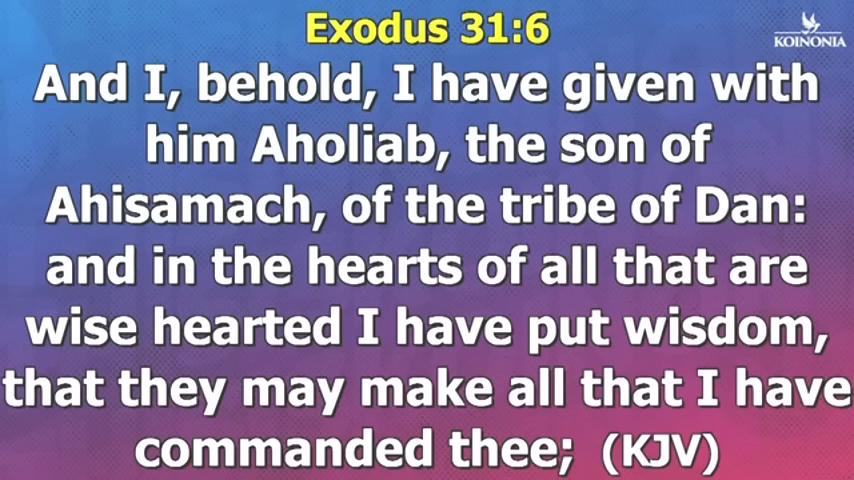 Exodus 31:6
KOINONIA
And I, behold, I have given with
him Aholiab, the son of
Ahisamach, of the tribe of Dan:
and in the hearts of all that are
wise hearted I have put wisdom,
that they may make all that I have
commanded thee; (KJV)